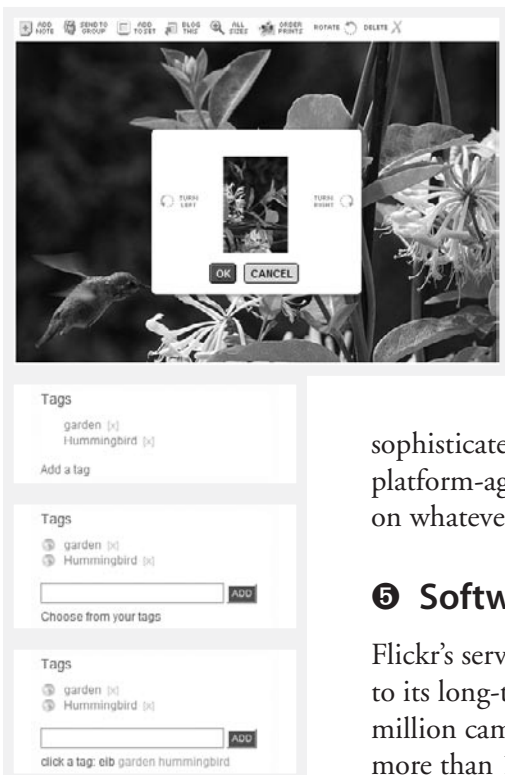 ADD NOTE SEND TO GROUP ADD TO SET BLOG THIS ALL SIZES ORDER PRINTS ROTATE DELETE
TURN LEFT TURN RIGHT
OK CANCEL
Tags
garden [x]
Hummingbird [x]
Add a tag
Tags
garden [x]
Hummingbird [x]
ADD
Choose from your tags
Tags
garden [x]
Hummingbird [x]
ADD
click a tag: eib garden hummingbird
sophisticate
platform-ag
on whateve
❺ Softw
Flickr’s serv
to its long-t
million cam
more than